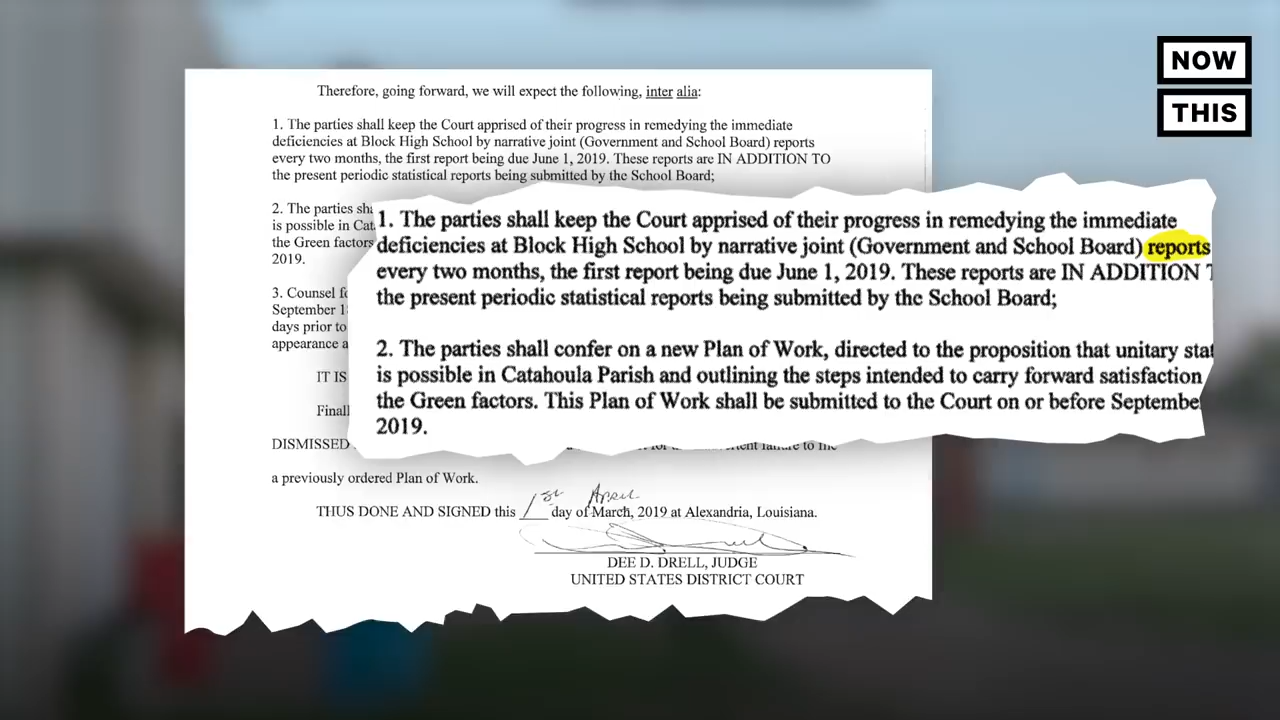 NOW
THIS
Therefore, going forward, we will expect the following, inter alia:
1. The parties shall keep the Court apprised of their progress in remedying the immediate
deficiencies at Block High School by narrative joint (Government and School Board) reports
every two months, the first report being due June 1, 2019. These reports are IN ADDITION TO
the present periodic statistical reports being submitted by the School Board;
2. The parties
is possible in
the Green factors
2019.
3. Counsel
September 1
days prior to
appearance
IT IS
DISMISSED
to the
a previously ordered Plan of Work.
THUS DONE AND SIGNED this 1st day of March, 2019 at Alexandria, Louisiana.
April
DEE D. DRELL, JUDGE
UNITED STATES DISTRICT COURT
1. The parties shall keep the Court apprised of their progress in remedying the immediate
deficiencies at Block High School by narrative joint (Government and School Board) reports
every two months, the first report being due June 1, 2019. These reports are IN ADDITION
the present periodic statistical reports being submitted by the School Board;
2. The parties shall confer on a new Plan of Work, directed to the proposition that unitary
is possible in Catahoula Parish and outlining the steps intended to carry forward satisfaction
the Green factors. This Plan of Work shall be submitted to the Court on or before
2019.